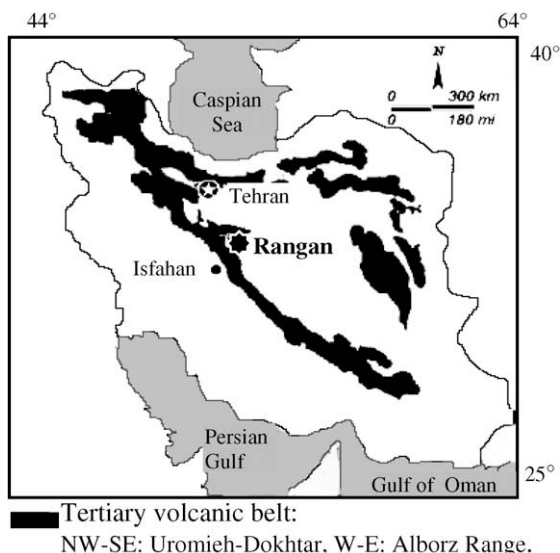 44°
64°
40°
N
Caspian
Sea
0 300 km
0 180 mi
Tehran
Rangan
Isfahan
Persian
Gulf
Gulf of Oman
25°
Tertiary volcanic belt:
NW-SE: Uromieh-Dokhtar, W-E: Alborz Range.